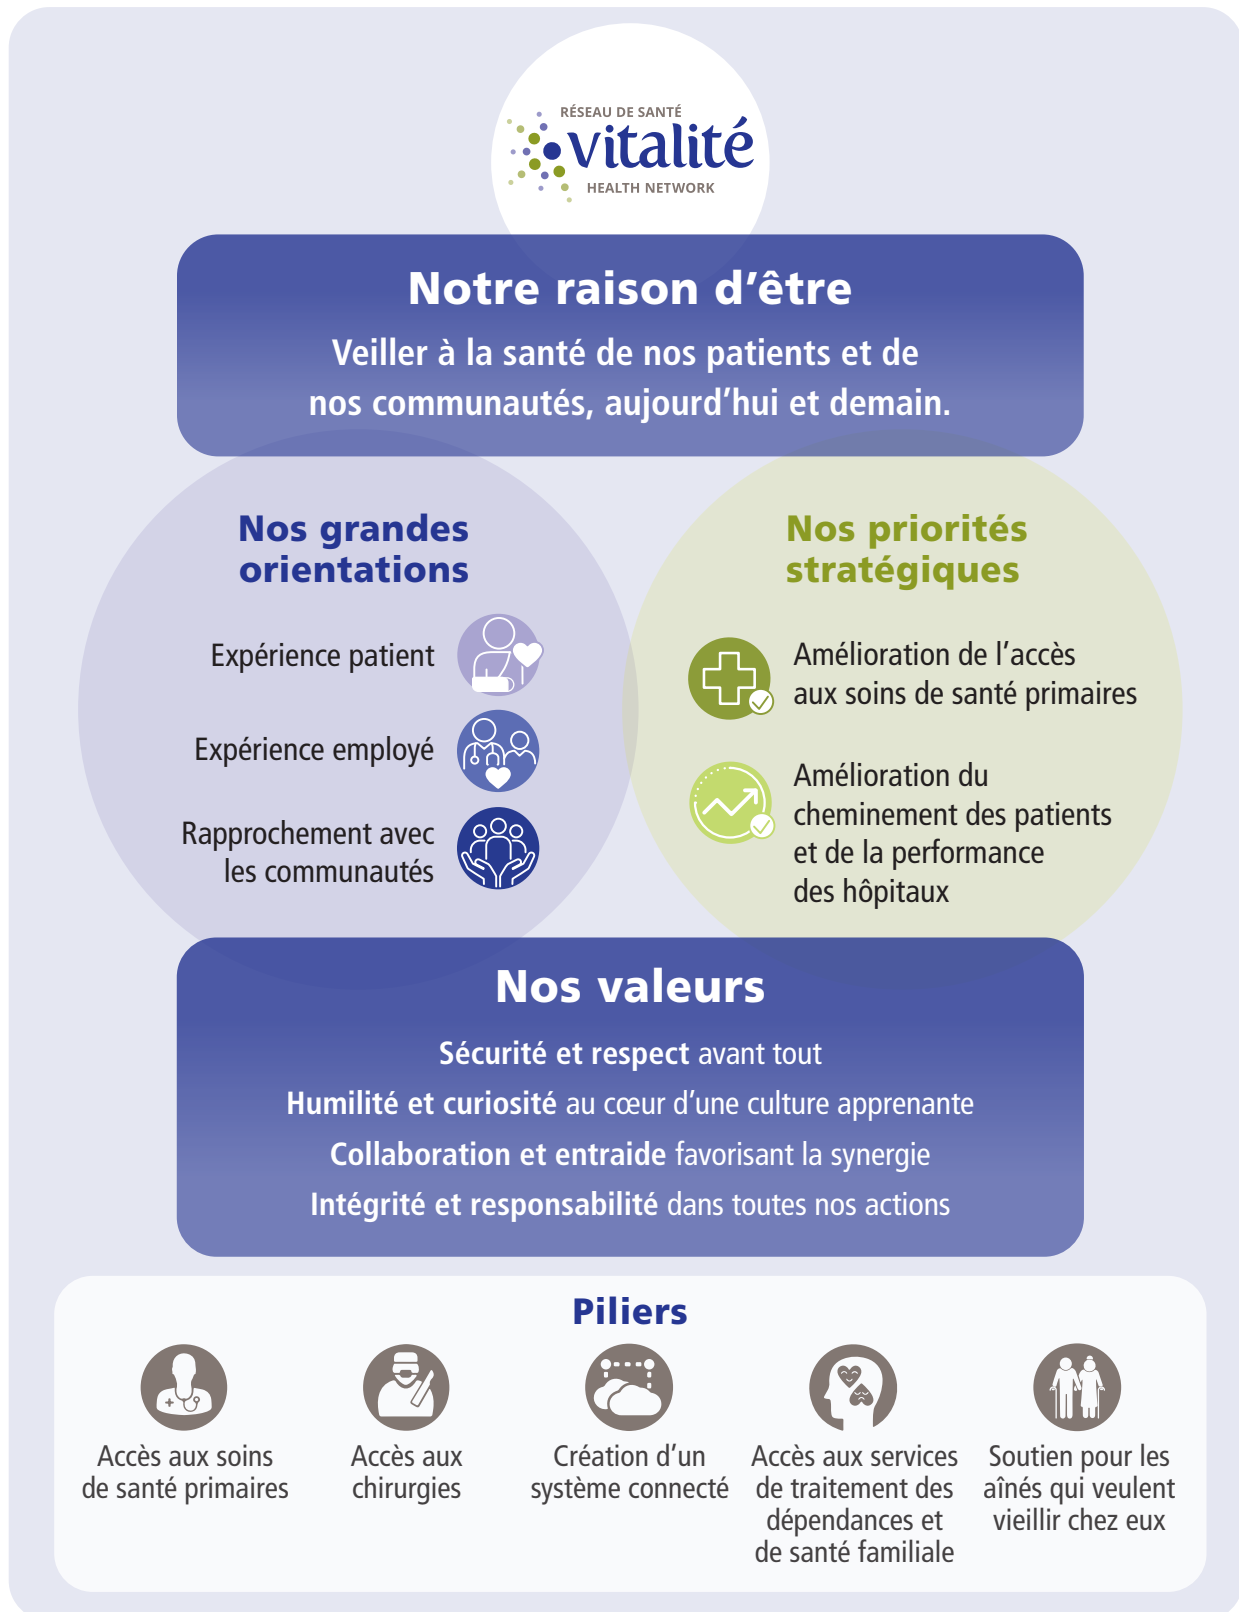 RÉSEAU DE SANTÉ
vitalité
HEALTH NETWORK
Notre raison d’être
Veiller à la santé de nos patients et de
nos communautés, aujourd’hui et demain.
Nos grandes
orientations
Expérience patient
Expérience employé
Rapprochement avec
les communautés
Nos priorités
stratégiques
Amélioration de l’accès
aux soins de santé primaires
Amélioration du
cheminement des patients
et de la performance
des hôpitaux
Nos valeurs
Sécurité et respect avant tout
Humilité et curiosité au cœur d’une culture apprenante
Collaboration et entraide favorisant la synergie
Intégrité et responsabilité dans toutes nos actions
Piliers
Accès aux soins
de santé primaires
Accès aux
chirurgies
Création d’un
système connecté
Accès aux services
de traitement des
dépendances et
de santé familiale
Soutien pour les
aînés qui veulent
vieillir chez eux